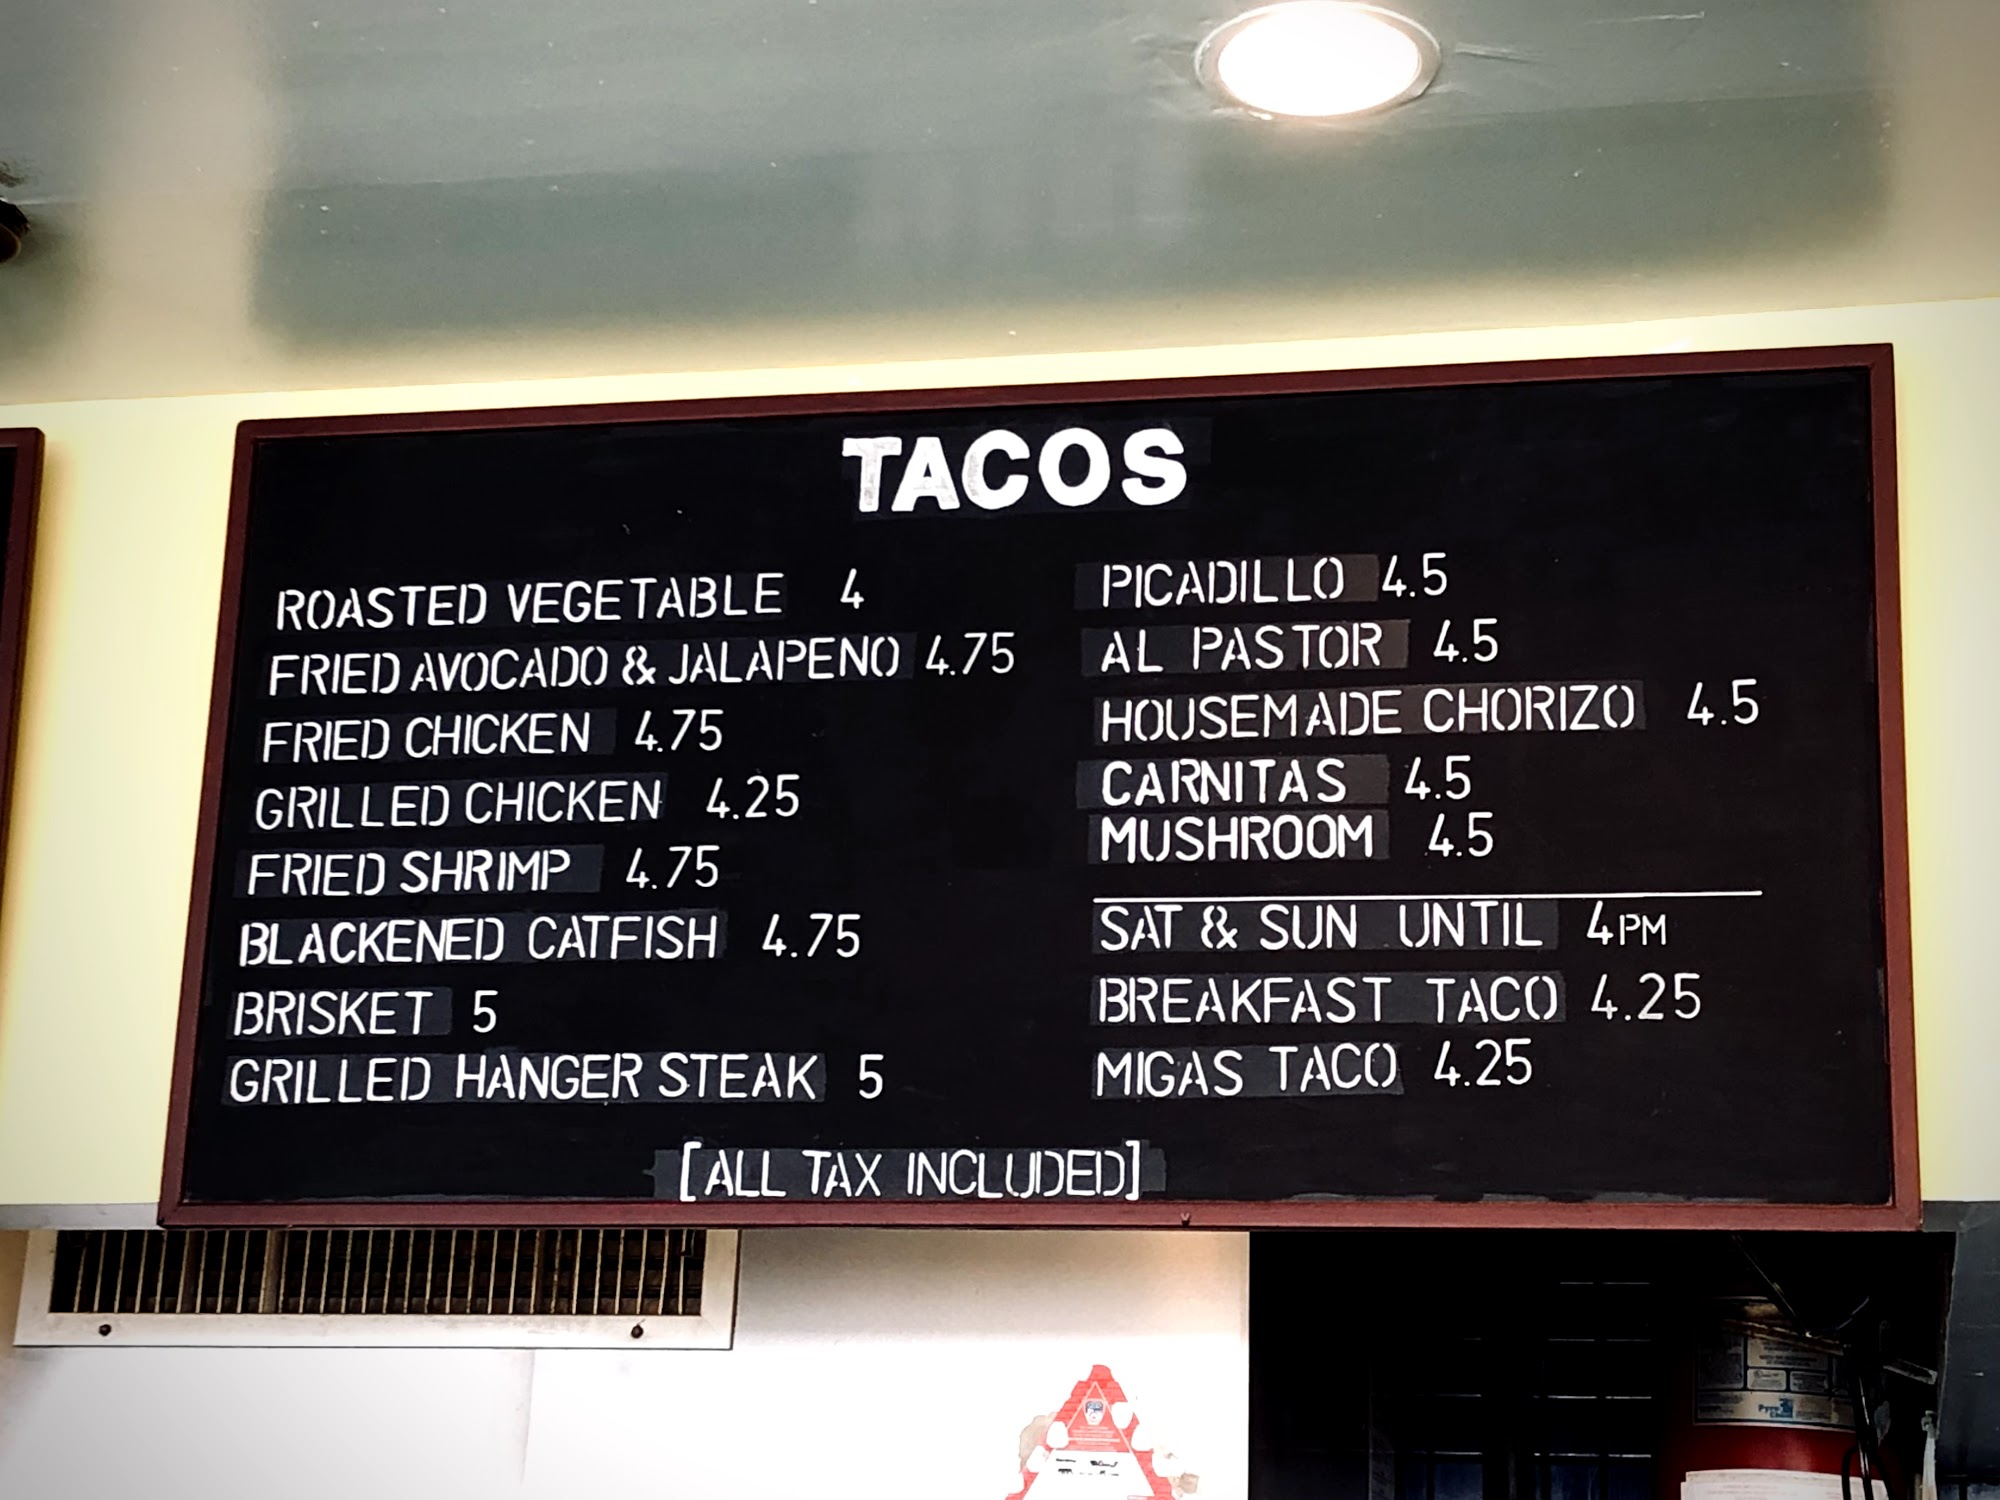 TACOS
ROASTED VEGETABLE 4
FRIED AVOCADO & JALAPENO 4.75
FRIED CHICKEN 4.75
GRILLED CHICKEN 4.25
FRIED SHRIMP 4.75
BLACKENED CATFISH 4.75
BRISKET 5
GRILLED HANGER STEAK 5
PICADILLO 4.5
AL PASTOR 4.5
HOUSEMADE CHORIZO 4.5
CARNITAS 4.5
MUSHROOM 4.5
SAT & SUN UNTIL 4PM
BREAKFAST TACO 4.25
MIGAS TACO 4.25
[ALL TAX INCLUDED]